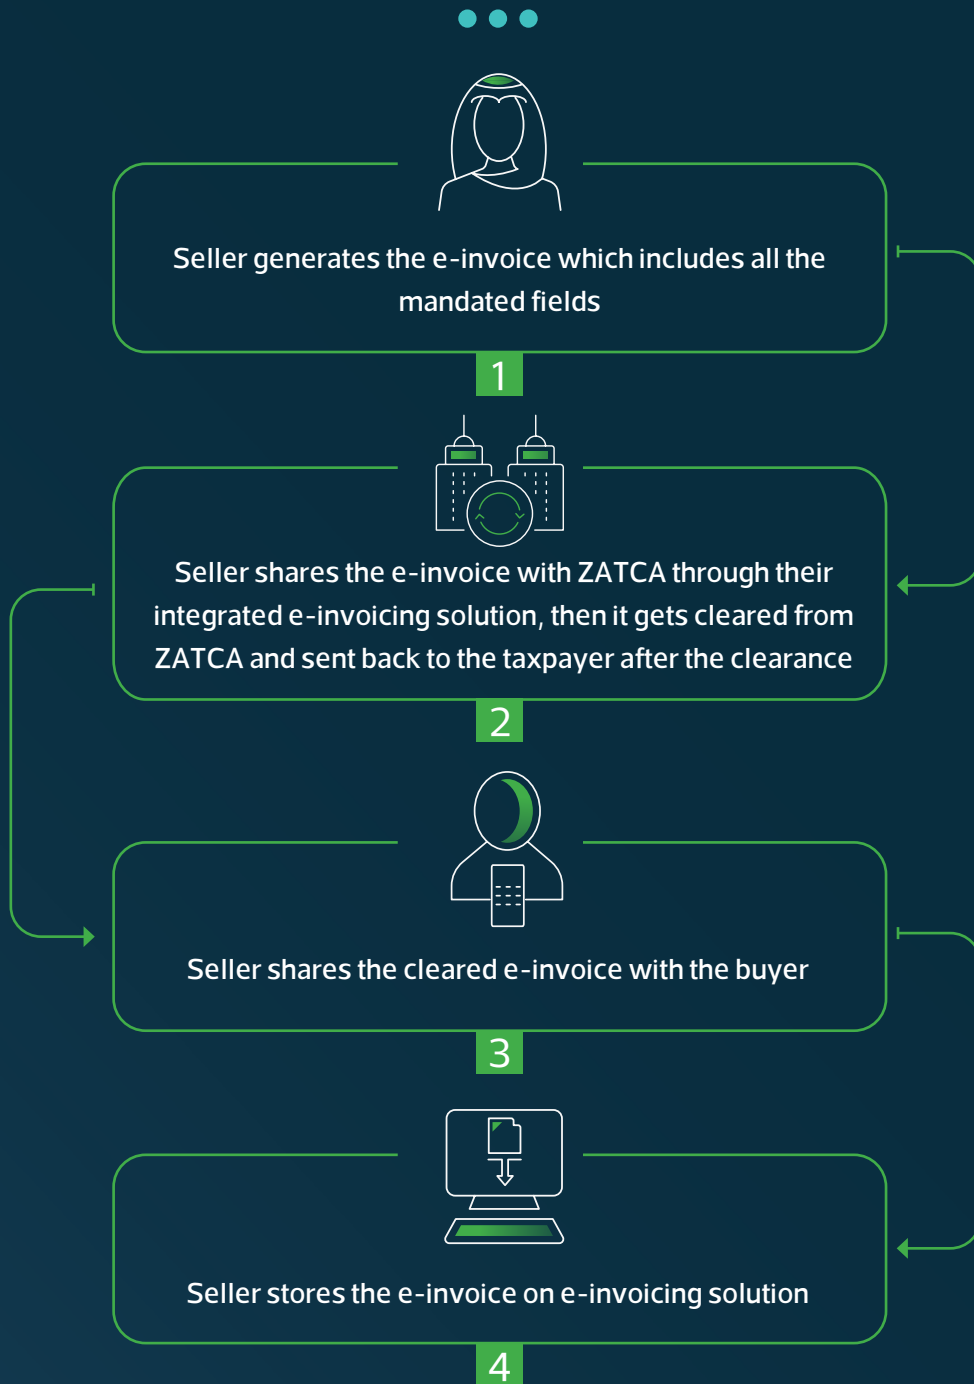 Seller generates the e-invoice which includes all the
mandated fields
1
Seller shares the e-invoice with ZATCA through their
integrated e-invoicing solution, then it gets cleared from
ZATCA and sent back to the taxpayer after the clearance
2
Seller shares the cleared e-invoice with the buyer
3
Seller stores the e-invoice on e-invoicing solution
4